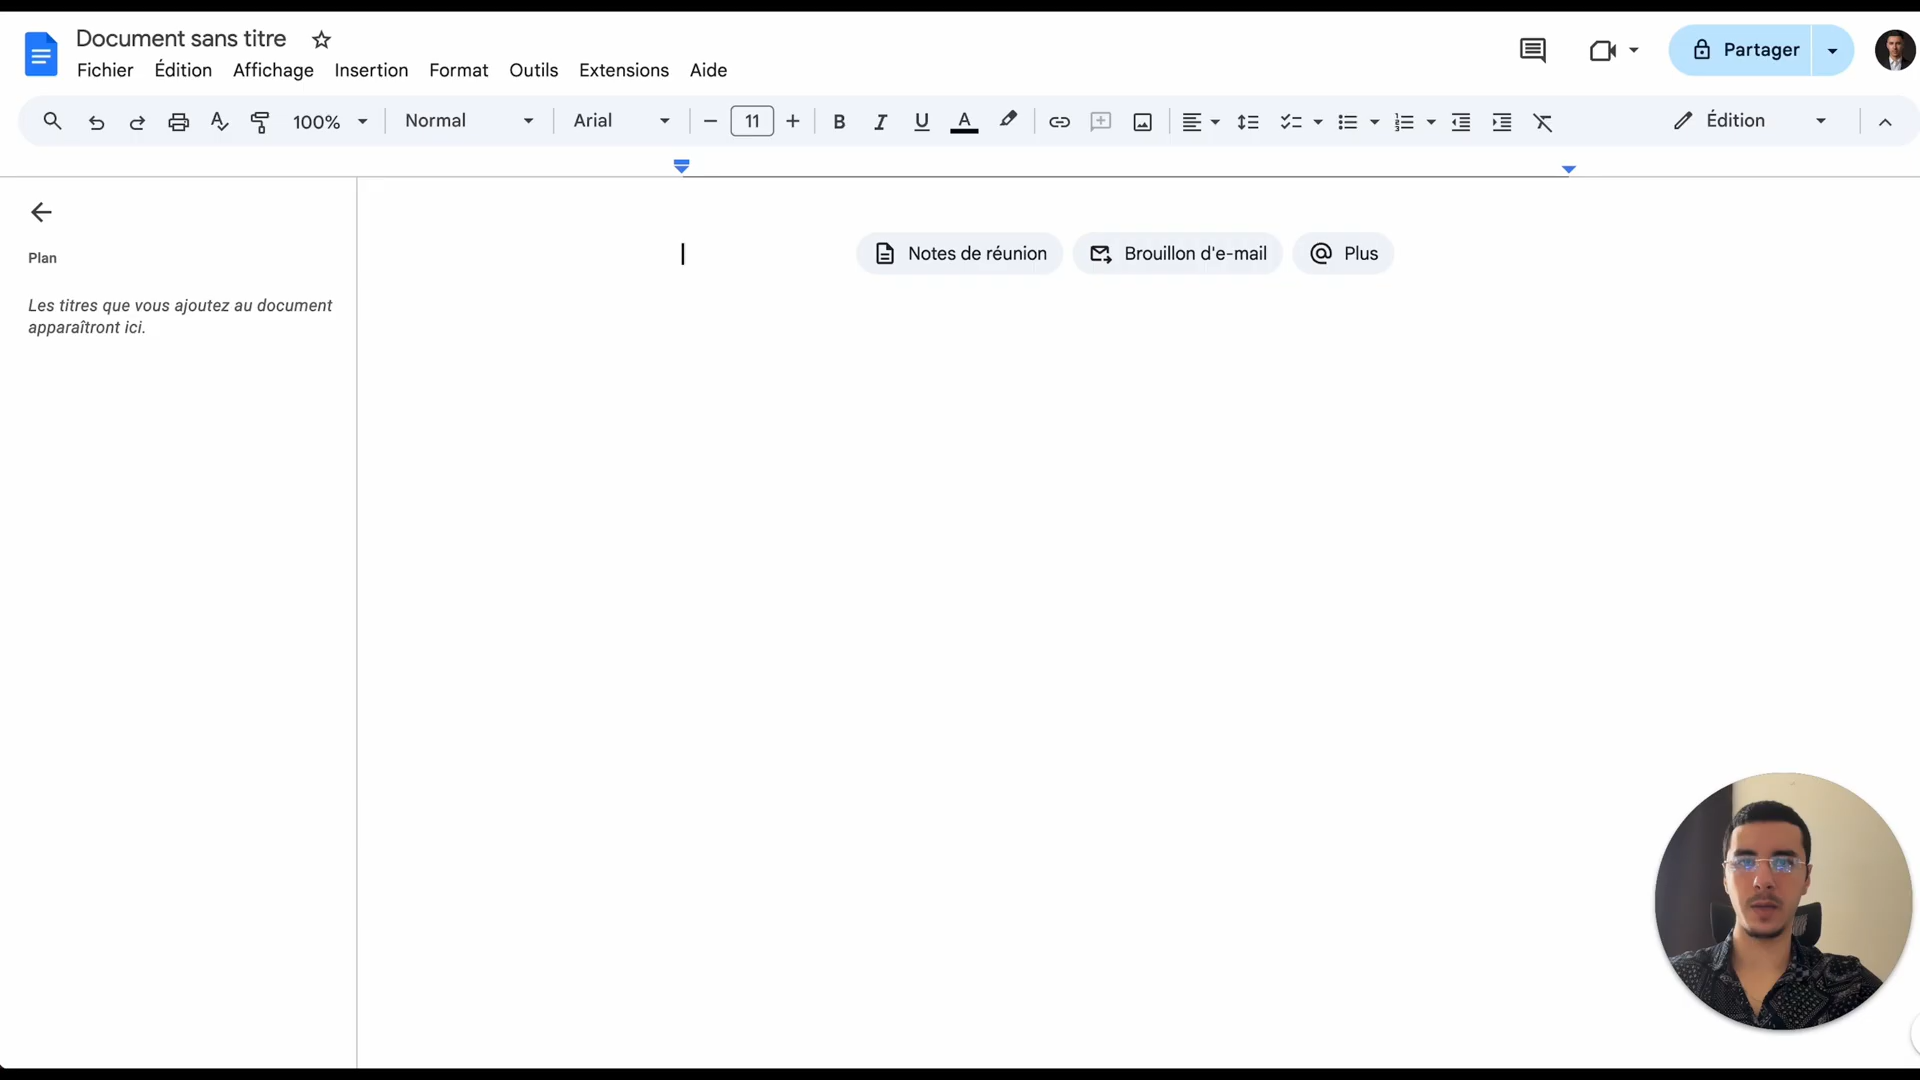 Document sans titre
Fichier Édition Affichage Insertion Format Outils Extensions Aide
Partager
100% Normal Arial 11 B I U A Édition
Plan
Les titres que vous ajoutez au document
apparaîtront ici.
Notes de réunion Brouillon d'e-mail Plus